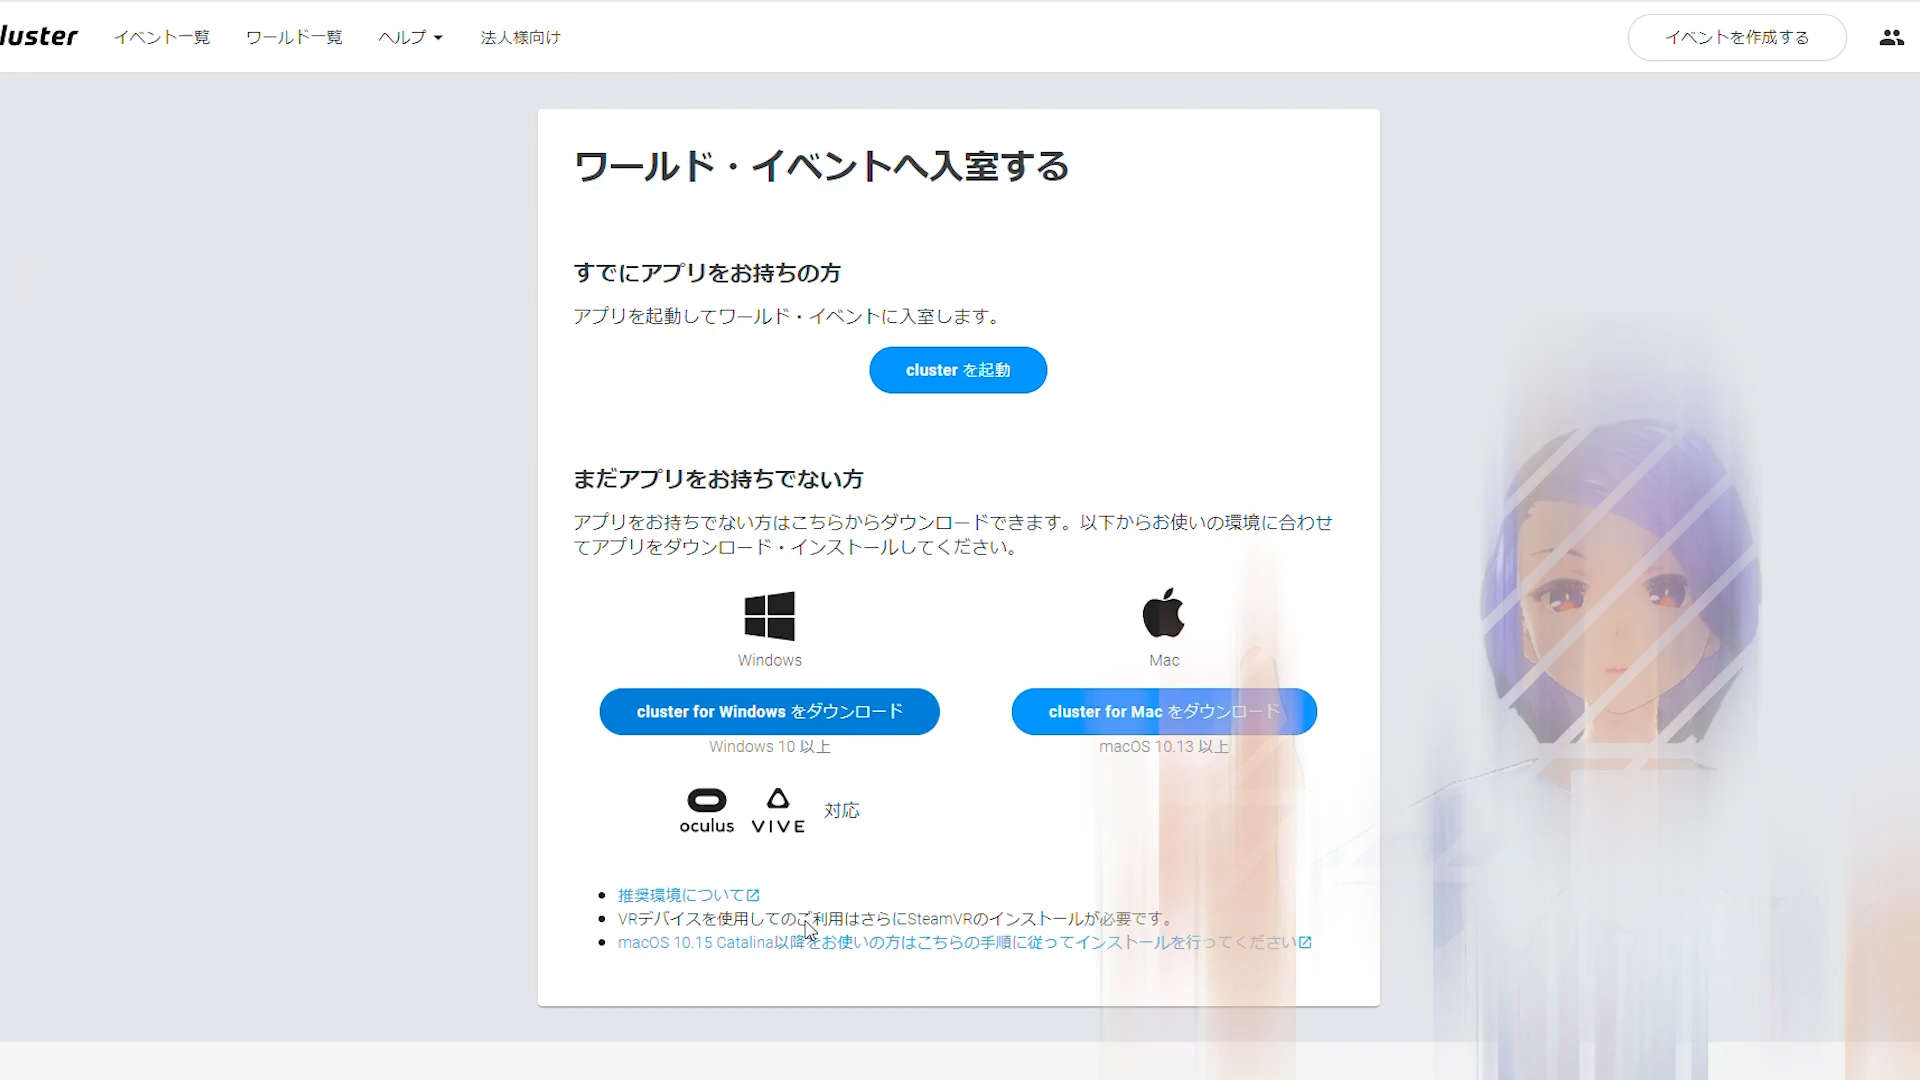 luster
イベント一覧
ワールド一覧
ヘルプ
法人様向け
イベントを作成する
ワールド・イベントへ入室する
すでにアプリをお持ちの方
アプリを起動してワールド・イベントに入室します。
cluster を起動
まだアプリをお持ちでない方
アプリをお持ちでない方はこちらからダウンロードできます。以下からお使いの環境に合わせ
てアプリをダウンロード・インストールしてください。
Windows
Mac
cluster for Windows をダウンロード
cluster for Mac をダウンロード
Windows 10 以上
macOS 10.13 以上
oculus
VIVE
対応
推奨環境について
VRデバイスを使用してのご利用はさらにSteamVRのインストールが必要です。
macOS 10.15 Catalina以降をお使いの方はこちらの手順に従ってインストールを行ってください